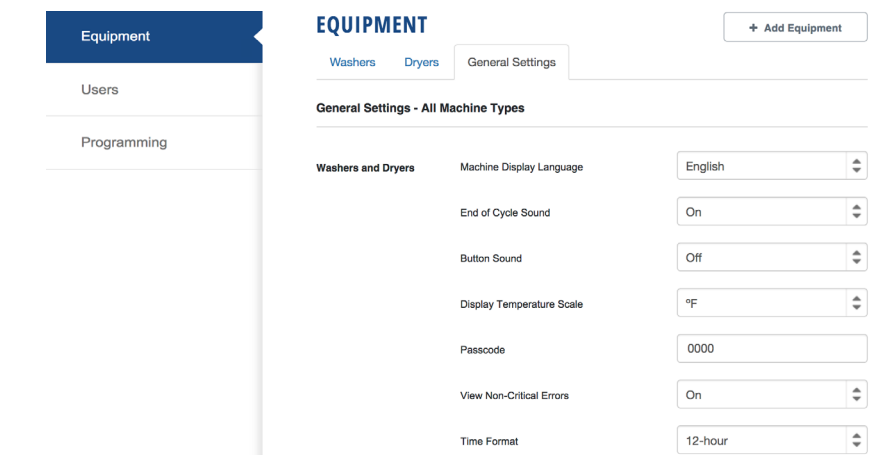 Equipment
Users
Programming
EQUIPMENT
+ Add Equipment
Washers Dryers General Settings
General Settings - All Machine Types
Washers and Dryers Machine Display Language English
End of Cycle Sound On
Button Sound Off
Display Temperature Scale ºF
Passcode 0000
View Non-Critical Errors On
Time Format 12-hour